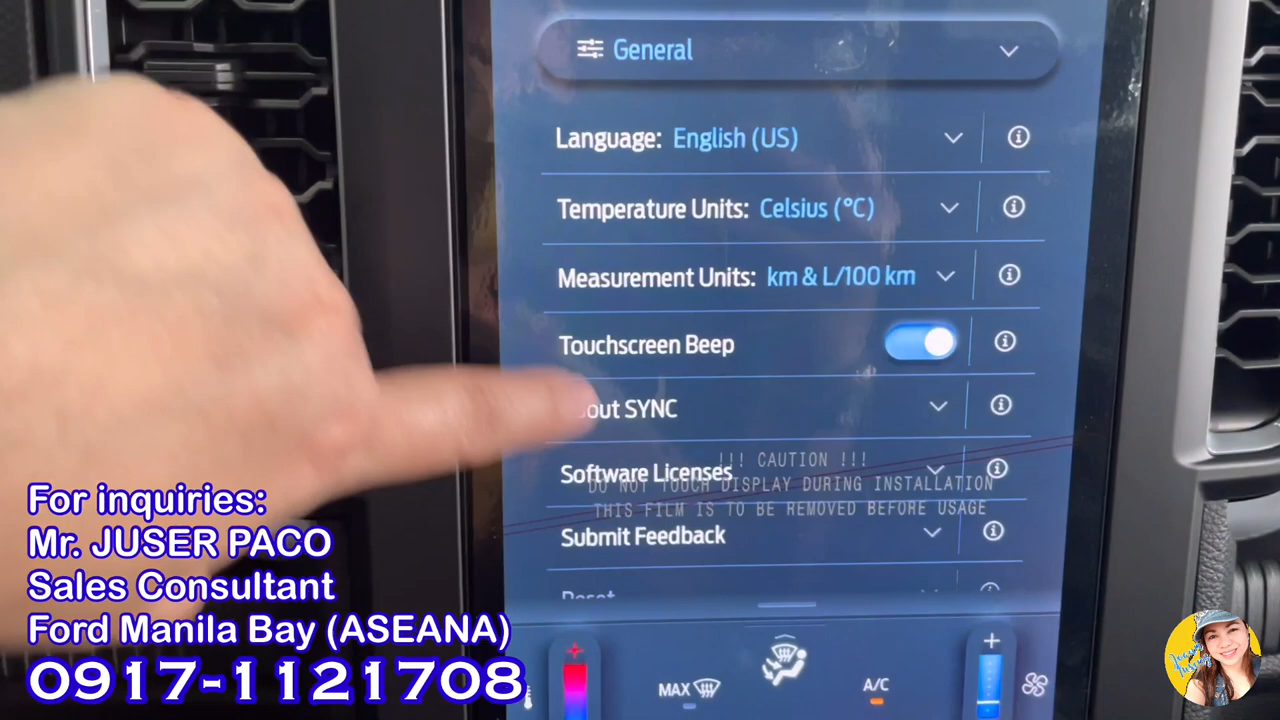 General
Language: English (US)
Temperature Units: Celsius (°C)
Measurement Units: km & L/100 km
Touchscreen Beep
out SYNC
Software Licenses
!!! CAUTION !!!
DO NOT TOUCH DISPLAY DURING INSTALLATION
THIS FILM IS TO BE REMOVED BEFORE USAGE
Submit Feedback
Reset
MAX
A/C
For inquiries:
Mr. JUSER PACO
Sales Consultant
Ford Manila Bay (ASEANA)
0917-1121708